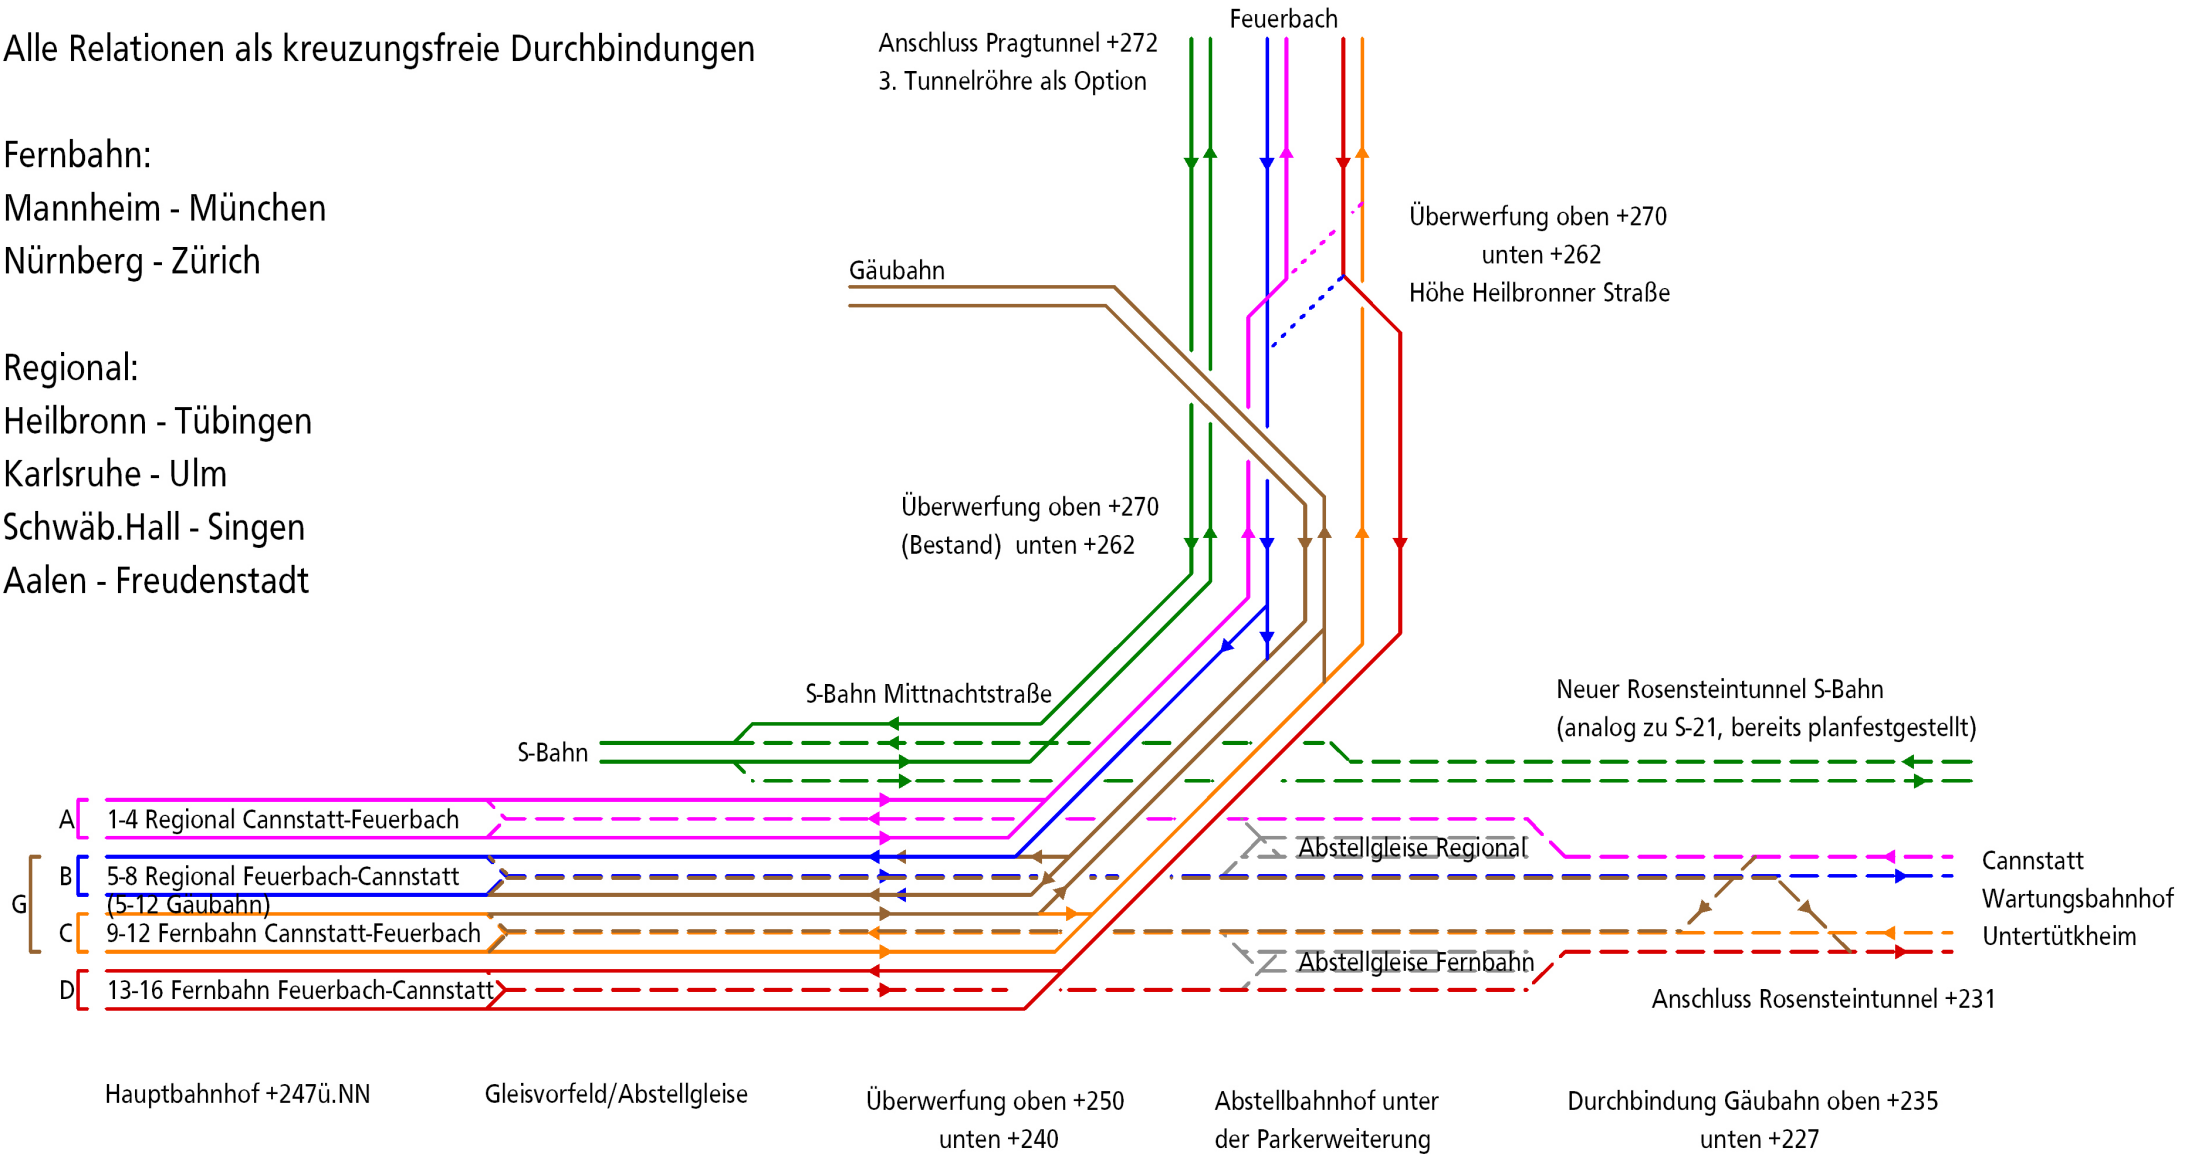 Feuerbach
Alle Relationen als kreuzungsfreie Durchbindungen
Anschluss Pragtunnel +272
3. Tunnelröhre als Option
Fernbahn:
Mannheim - München
Nürnberg - Zürich
Überwerfung oben +270
unten +262
Höhe Heilbronner Straße
Gäubahn
Regional:
Heilbronn - Tübingen
Karlsruhe - Ulm
Schwäb.Hall - Singen
Aalen - Freudenstadt
Überwerfung oben +270
(Bestand) unten +262
S-Bahn Mittnachtstraße
S-Bahn
Neuer Rosensteintunnel S-Bahn
(analog zu S-21, bereits planfestgestellt)
A
1-4 Regional Cannstatt-Feuerbach
Abstellgleise Regional
B
5-8 Regional Feuerbach-Cannstatt
G
(5-12 Gäubahn)
C
9-12 Fernbahn Cannstatt-Feuerbach
Abstellgleise Fernbahn
D
13-16 Fernbahn Feuerbach-Cannstatt
Cannstatt
Wartungsbahnhof
Untertütkheim
Anschluss Rosensteintunnel +231
Hauptbahnhof +247ü.NN
Gleisvorfeld/Abstellgleise
Überwerfung oben +250
unten +240
Abstellbahnhof unter
der Parkerweiterung
Durchbindung Gäubahn oben +235
unten +227